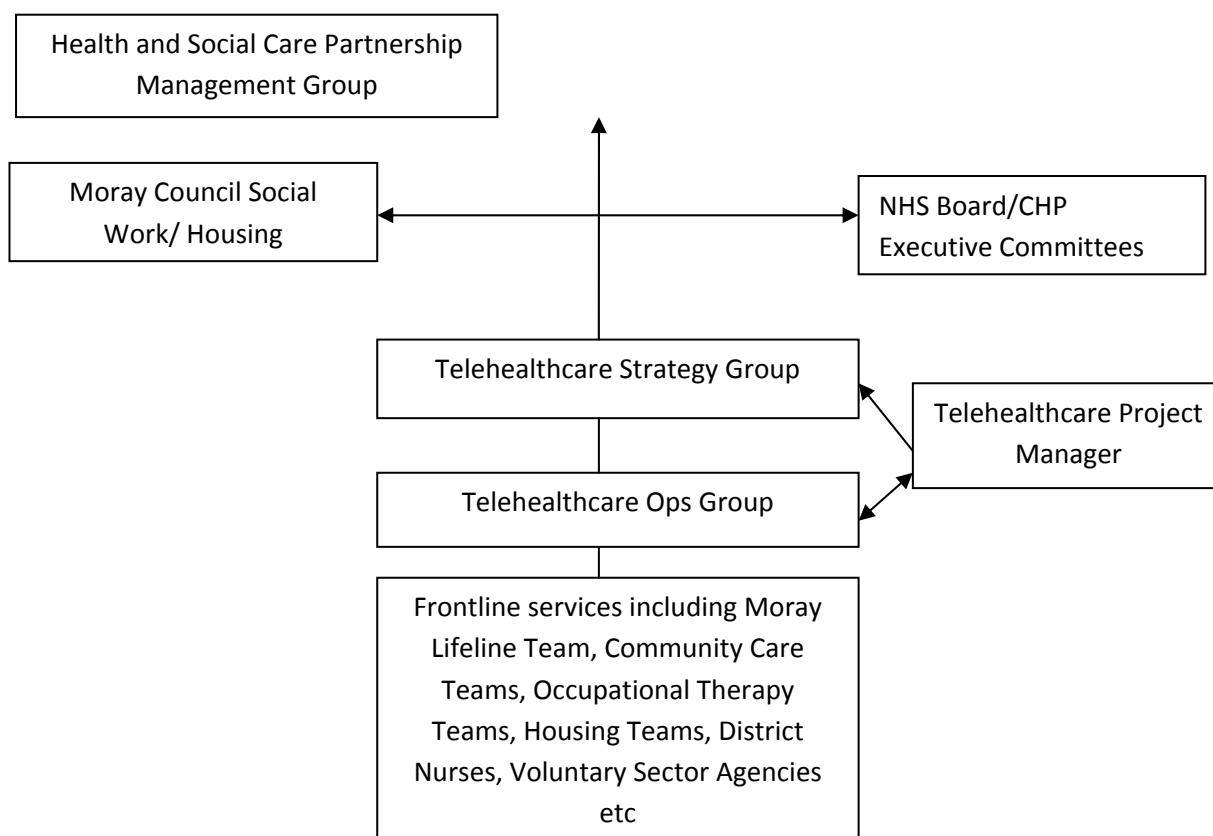 Health and Social Care Partnership
Management Group
Moray Council Social
Work/ Housing
NHS Board/CHP
Executive Committees
Telehealthcare Strategy Group
Telehealthcare Project
Manager
Telehealthcare Ops Group
Frontline services including Moray
Lifeline Team, Community Care
Teams, Occupational Therapy
Teams, Housing Teams, District
Nurses, Voluntary Sector Agencies
etc